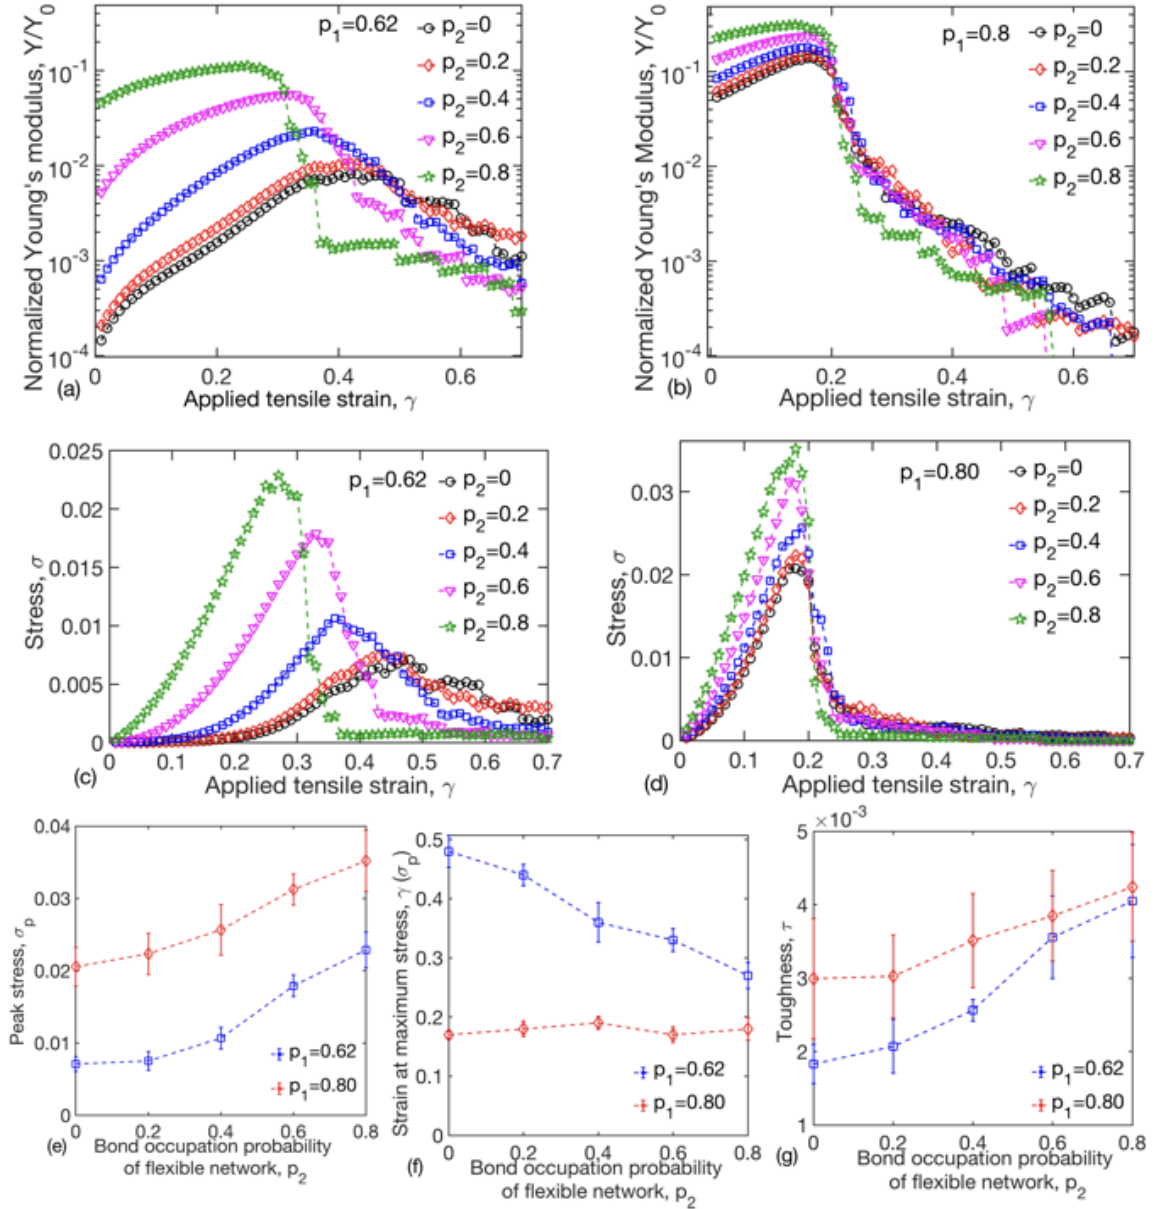 Normalized Young's modulus, Y/Y₀
10⁻¹
10⁻²
10⁻³
10⁻⁴
p₁=0.62
p₂=0
p₂=0.2
p₂=0.4
p₂=0.6
p₂=0.8
0 0.2 0.4 0.6
(a) Applied tensile strain, γ
Normalized Young's Modulus, Y/Y₀
10⁻¹
10⁻²
10⁻³
10⁻⁴
p₁=0.8
p₂=0
p₂=0.2
p₂=0.4
p₂=0.6
p₂=0.8
0 0.2 0.4 0.6
(b) Applied tensile strain, γ
Stress, σ
0.025
0.02
0.015
0.01
0.005
0
p₁=0.62
p₂=0
p₂=0.2
p₂=0.4
p₂=0.6
p₂=0.8
0 0.1 0.2 0.3 0.4 0.5 0.6 0.7
(c) Applied tensile strain, γ
Stress, σ
0.03
0.02
0.01
0
p₁=0.80
p₂=0
p₂=0.2
p₂=0.4
p₂=0.6
p₂=0.8
0 0.1 0.2 0.3 0.4 0.5 0.6 0.7
(d) Applied tensile strain, γ
Peak stress, σₚ
0.04
0.03
0.02
0.01
0
p₁=0.62
p₁=0.80
0 0.2 0.4 0.6 0.8
(e) Bond occupation probability
of flexible network, p₂
Strain at maximum stress, γ (σₚ)
0.5
0.4
0.3
0.2
0.1
0
p₁=0.62
p₁=0.80
0 0.2 0.4 0.6 0.8
(f) Bond occupation probability
of flexible network, p₂
Toughness, τ
×10⁻³
5
4
3
2
1
p₁=0.62
p₁=0.80
0 0.2 0.4 0.6 0.8
(g) Bond occupation probability
of flexible network, p₂